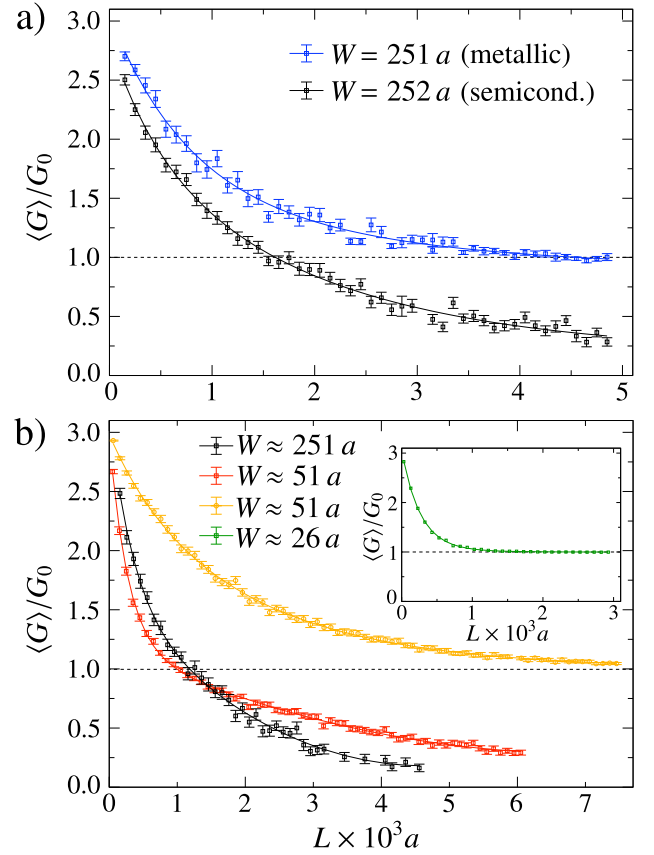 a)
3.0
2.5
2.0
1.5
1.0
0.5
0.0
⟨G⟩/G₀
W = 251 a (metallic)
W = 252 a (semicond.)
0 1 2 3 4 5
b)
3.0
2.5
2.0
1.5
1.0
0.5
0.0
⟨G⟩/G₀
W ≈ 251 a
W ≈ 51 a
W ≈ 51 a
W ≈ 26 a
3
2
1
0
⟨G⟩/G₀
0 1 2 3
L × 10³a
0 1 2 3 4 5 6 7
L × 10³a